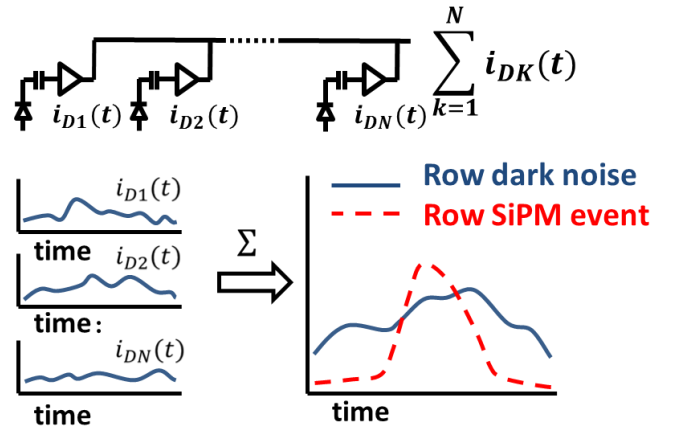 N
∑ i_DK(t)
k=1
i_D1(t) i_D2(t) i_DN(t)
i_D1(t)
time
i_D2(t)
time:
i_DN(t)
time
Σ
Row dark noise
Row SiPM event
time